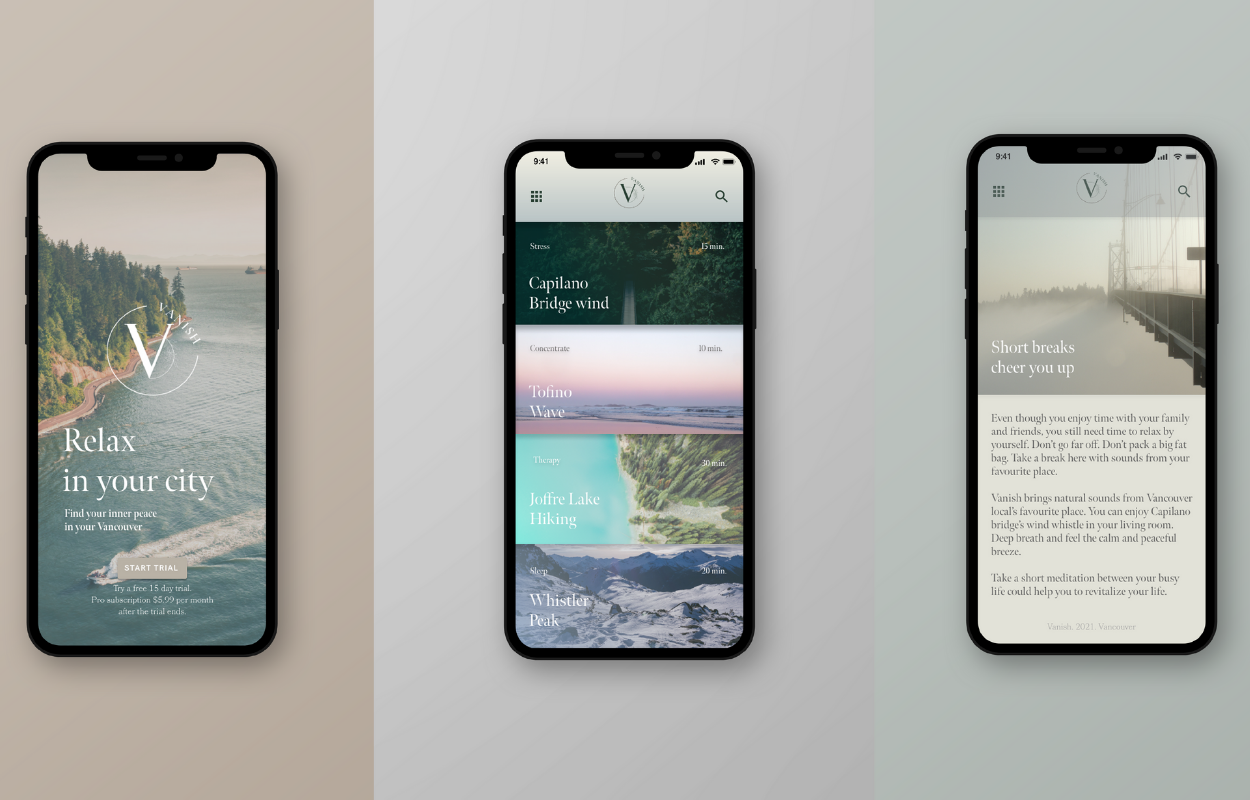 VANISH
V
Relax
in your city
Find your inner peace
in your Vancouver
START TRIAL
Try a free 15 day trial.
Pro subscription $5,99 per month
after the trial ends.
9:41
VANISH
V
Stress
15 min.
Capilano
Bridge wind
Concentrate
10 min.
Tofino
Wave
Therapy
30 min.
Joffre Lake
Hiking
Sleep
20 min.
Whistler
Peak
9:41
VANISH
V
Short breaks
cheer you up
Even though you enjoy time with your family
and friends, you still need time to relax by
yourself. Don't go far off. Don't pack a big fat
bag. Take a break here with sounds from your
favourite place.
Vanish brings natural sounds from Vancouver
local's favourite place. You can enjoy Capilano
bridge's wind whistle in your living room.
Deep breath and feel the calm and peaceful
breeze.
Take a short meditation between your busy
life could help you to revitalize your life.
Vanish. 2021. Vancouver